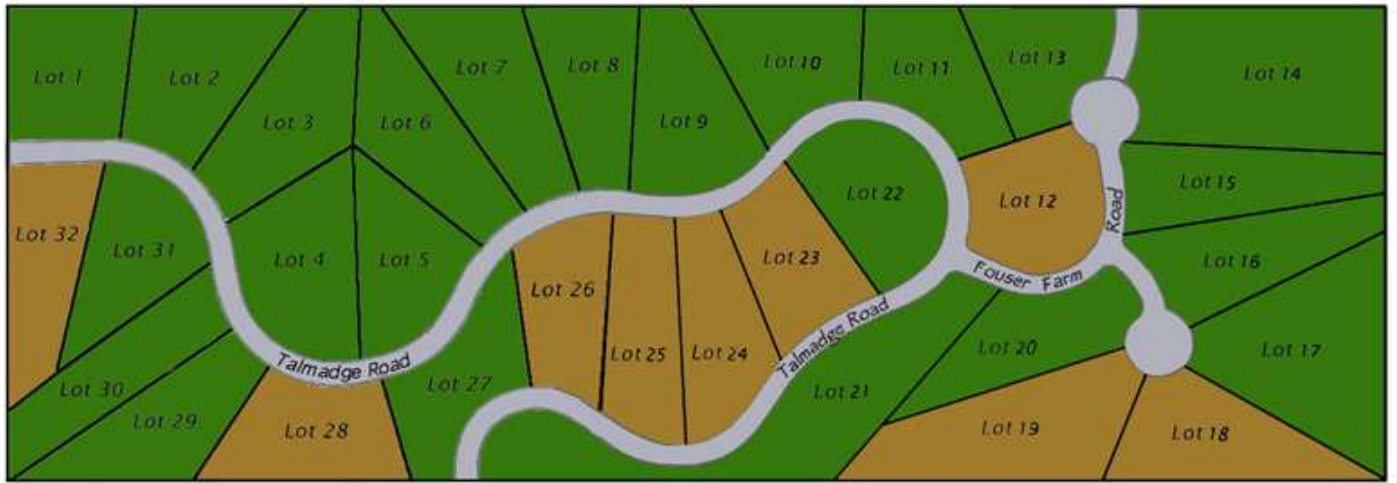 Lot 1
Lot 2
Lot 3
Lot 6
Lot 7
Lot 8
Lot 9
Lot 10
Lot 11
Lot 13
Lot 14
Lot 32
Lot 31
Lot 4
Lot 5
Lot 26
Lot 23
Lot 22
Lot 12
Road
Lot 15
Lot 16
Fouser Farm
Lot 25
Lot 24
Talmadge Road
Lot 20
Lot 17
Talmadge Road
Lot 30
Lot 29
Lot 28
Lot 27
Lot 21
Lot 19
Lot 18